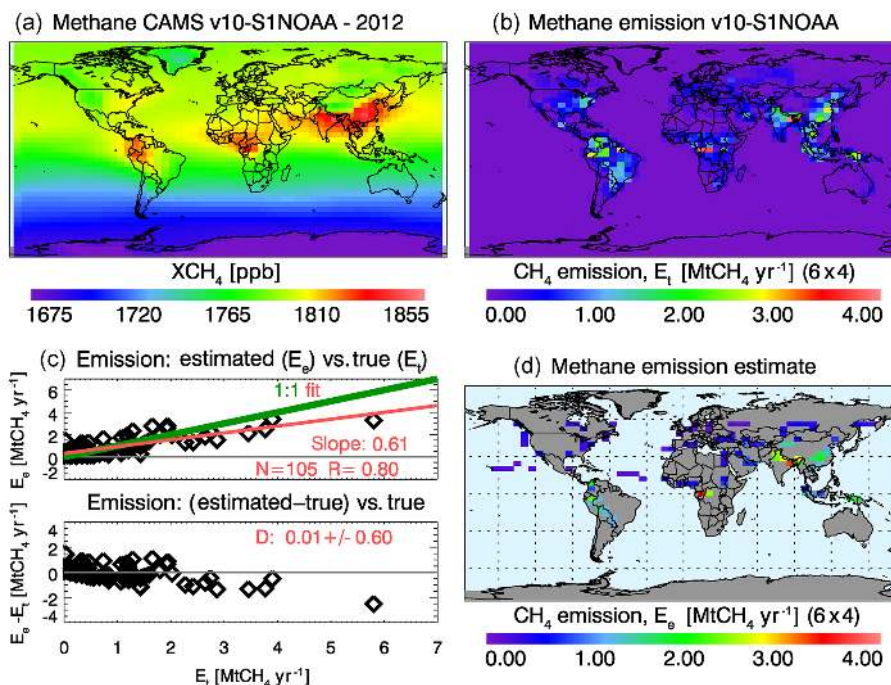 (a) Methane CAMS v10-S1NOAA - 2012
XCH₄ [ppb]
1675 1720 1765 1810 1855
(b) Methane emission v10-S1NOAA
CH₄ emission, Eₜ [MtCH₄ yr⁻¹] (6x4)
0.00 1.00 2.00 3.00 4.00
(c) Emission: estimated (Eₑ) vs. true (Eₜ)
Eₑ [MtCH₄ yr⁻¹]
6
4
2
0
-2
1:1 fit
Slope: 0.61
N=105 R= 0.80
Emission: (estimated-true) vs. true
Eₑ-Eₜ [MtCH₄ yr⁻¹]
4
2
0
-2
-4
D: 0.01+/- 0.60
0 1 2 3 4 5 6 7
Eₜ [MtCH₄ yr⁻¹]
(d) Methane emission estimate
CH₄ emission, Eₑ [MtCH₄ yr⁻¹] (6x4)
0.00 1.00 2.00 3.00 4.00